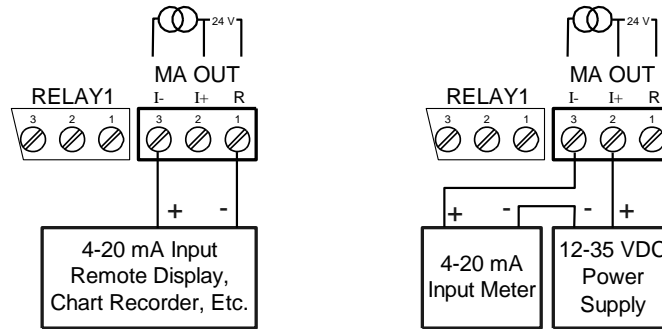 24 V
MA OUT
RELAY1 I- I+ R
3 2 1 3 2 1
+ -
4-20 mA Input
Remote Display,
Chart Recorder, Etc.
24 V
MA OUT
RELAY1 I- I+ R
3 2 1 3 2 1
+ - - +
4-20 mA
Input Meter
12-35 VDC
Power
Supply